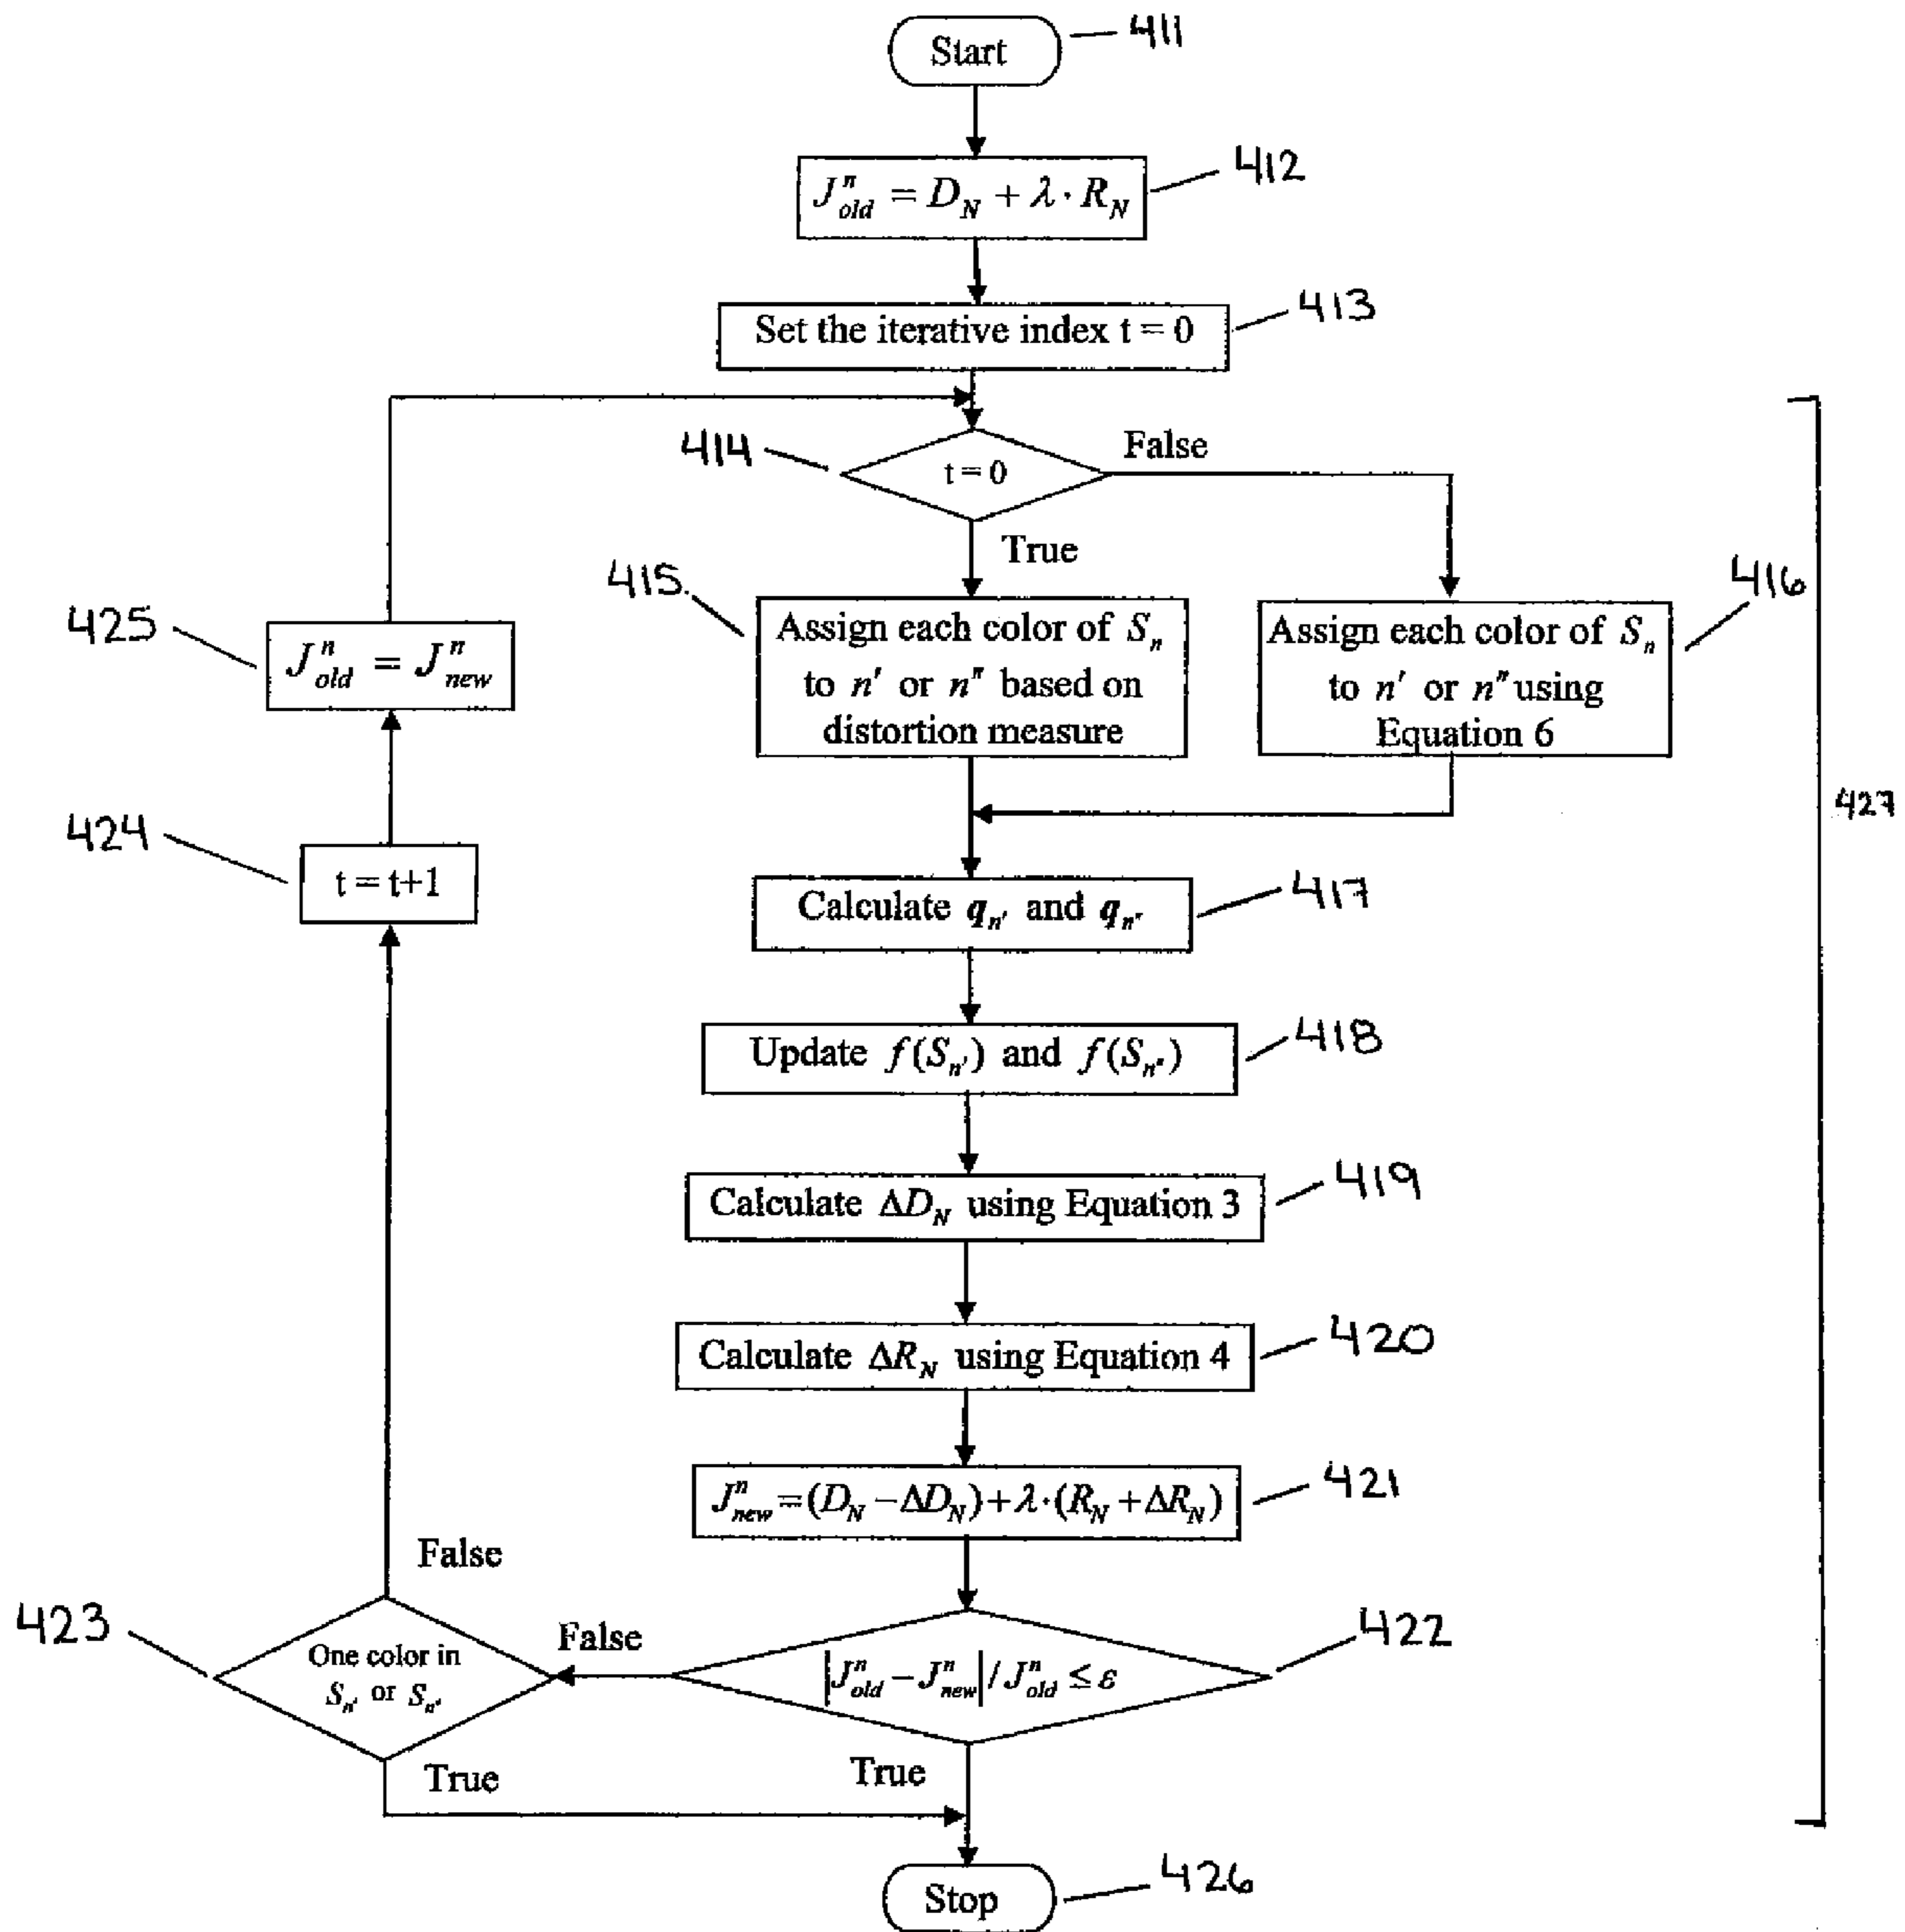 Start
411
J^n_old = D_N + λ · R_N
412
Set the iterative index t = 0
413
414
t = 0
False
True
415
Assign each color of S_n
to n′ or n″ based on
distortion measure
416
Assign each color of S_n
to n′ or n″ using
Equation 6
425
J^n_old = J^n_new
427
424
t = t+1
Calculate q_n′ and q_n″
417
Update f(S_n′) and f(S_n″)
418
Calculate ΔD_N using Equation 3
419
Calculate ΔR_N using Equation 4
420
J^n_new = (D_N − ΔD_N) + λ · (R_N + ΔR_N)
421
False
423
One color in
S_n′ or S_n″
False
|J^n_old − J^n_new| / J^n_old ≤ ε
422
True
True
Stop
426